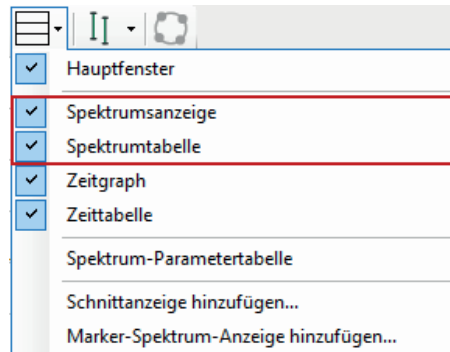 Hauptfenster
Spektrumsanzeige
Spektrumtabelle
Zeitgraph
Zeittabelle
Spektrum-Parametertabelle
Schnittanzeige hinzufügen...
Marker-Spektrum-Anzeige hinzufügen...